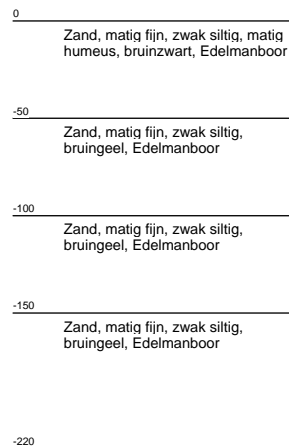 0
Zand, matig fijn, zwak siltig, matig
humeus, bruinzwart, Edelmanboor
-50
Zand, matig fijn, zwak siltig,
bruingeel, Edelmanboor
-100
Zand, matig fijn, zwak siltig,
bruingeel, Edelmanboor
-150
Zand, matig fijn, zwak siltig,
bruingeel, Edelmanboor
-220